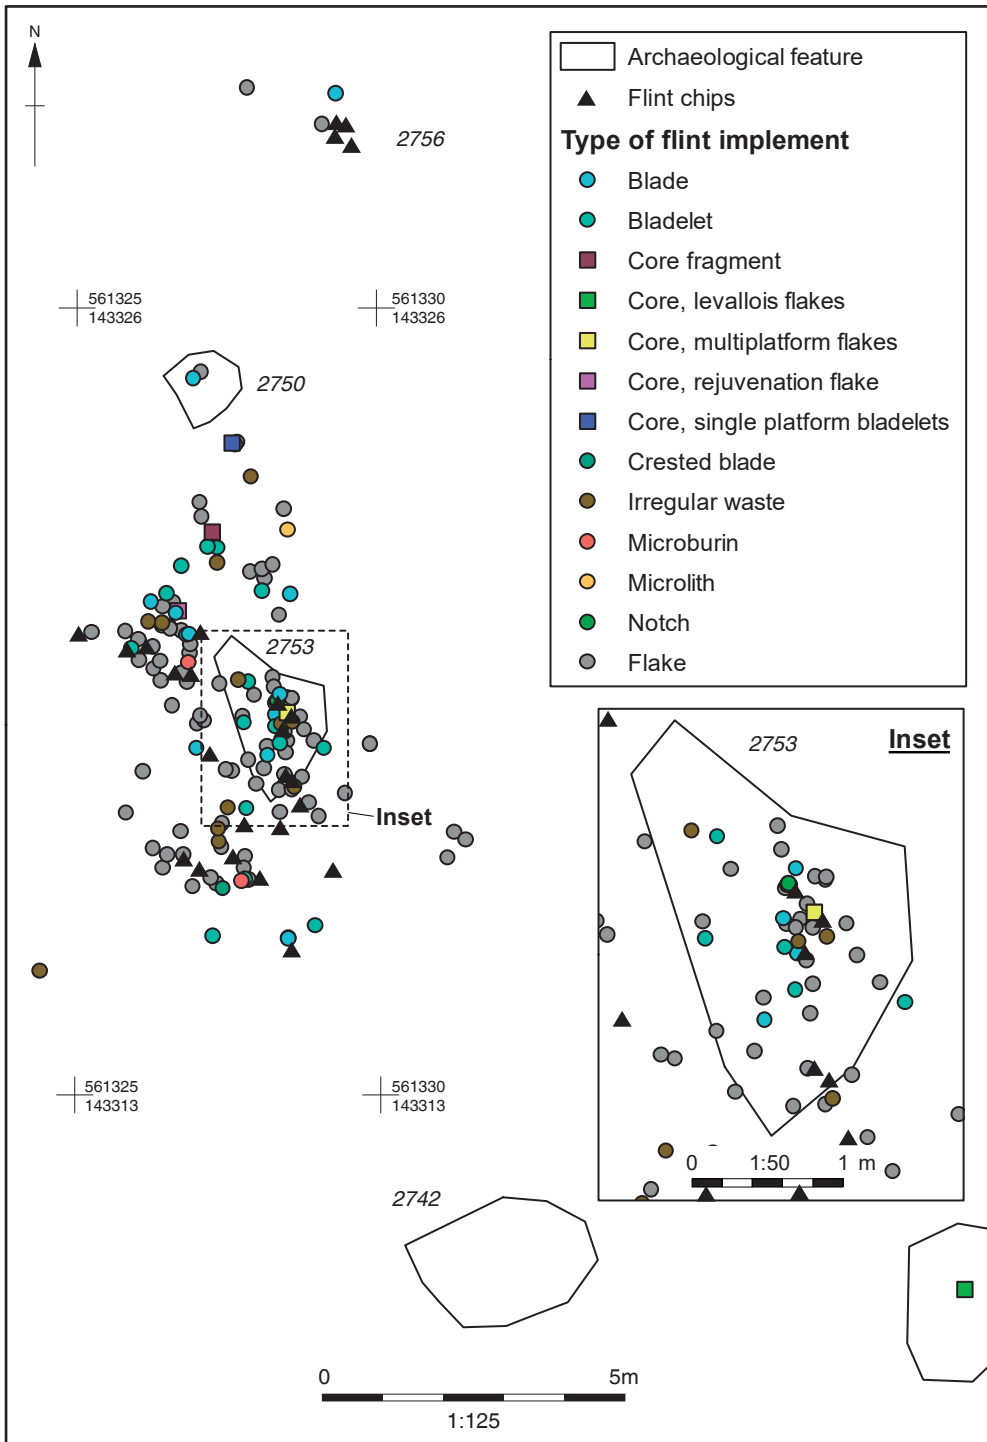 N
2756
561325
143326
561330
143326
2750
2753
Inset
561325
143313
561330
143313
2742
0 5m
1:125
Archaeological feature
Flint chips
Type of flint implement
Blade
Bladelet
Core fragment
Core, levallois flakes
Core, multiplatform flakes
Core, rejuvenation flake
Core, single platform bladelets
Crested blade
Irregular waste
Microburin
Microlith
Notch
Flake
2753
Inset
0 1:50 1 m